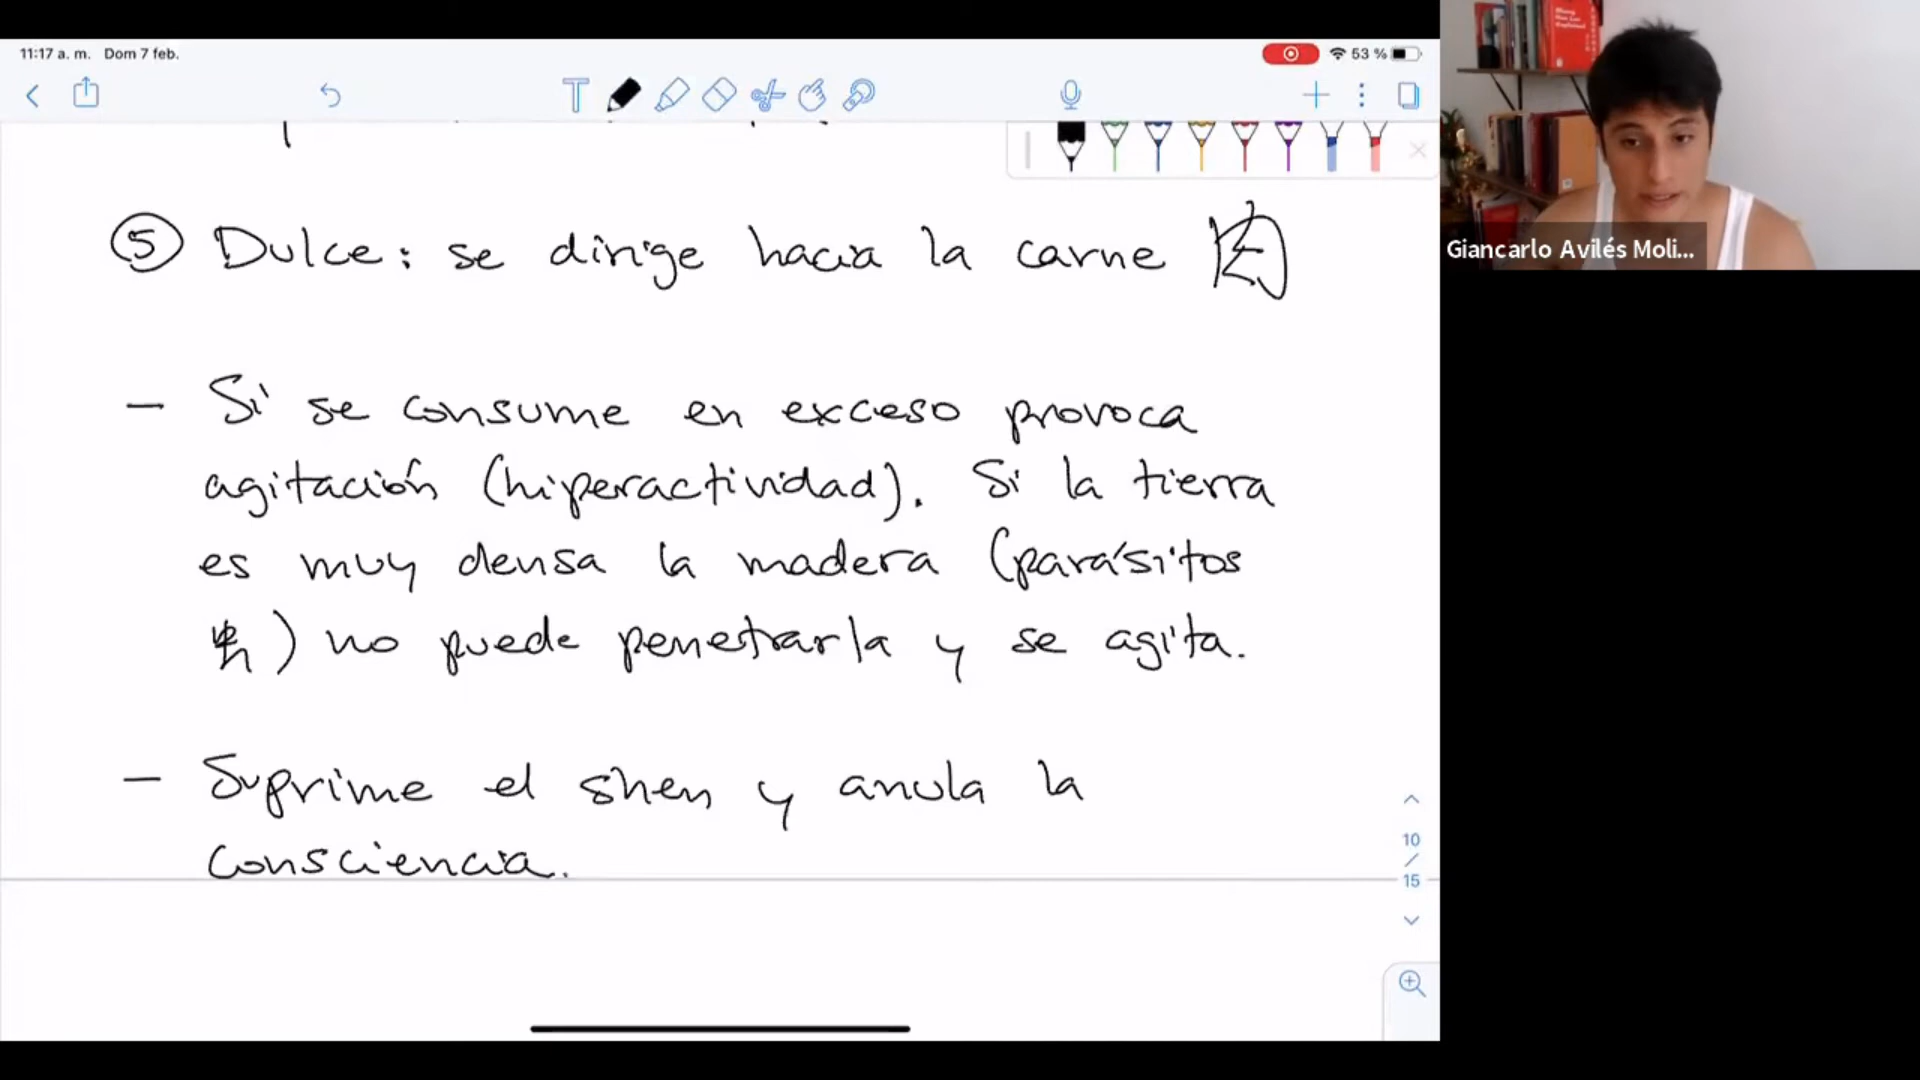 11:17 a. m. Dom 7 feb.
53 %
Giancarlo Avilés Moli...
⑤ Dulce: se dirige hacia la carne
- Si se consume en exceso provoca
agitación (hiperactividad). Si la tierra
es muy densa la madera (parásitos
) no puede penetrarla y se agita.
- Suprime el shen y anula la
consciencia.
10
/
15